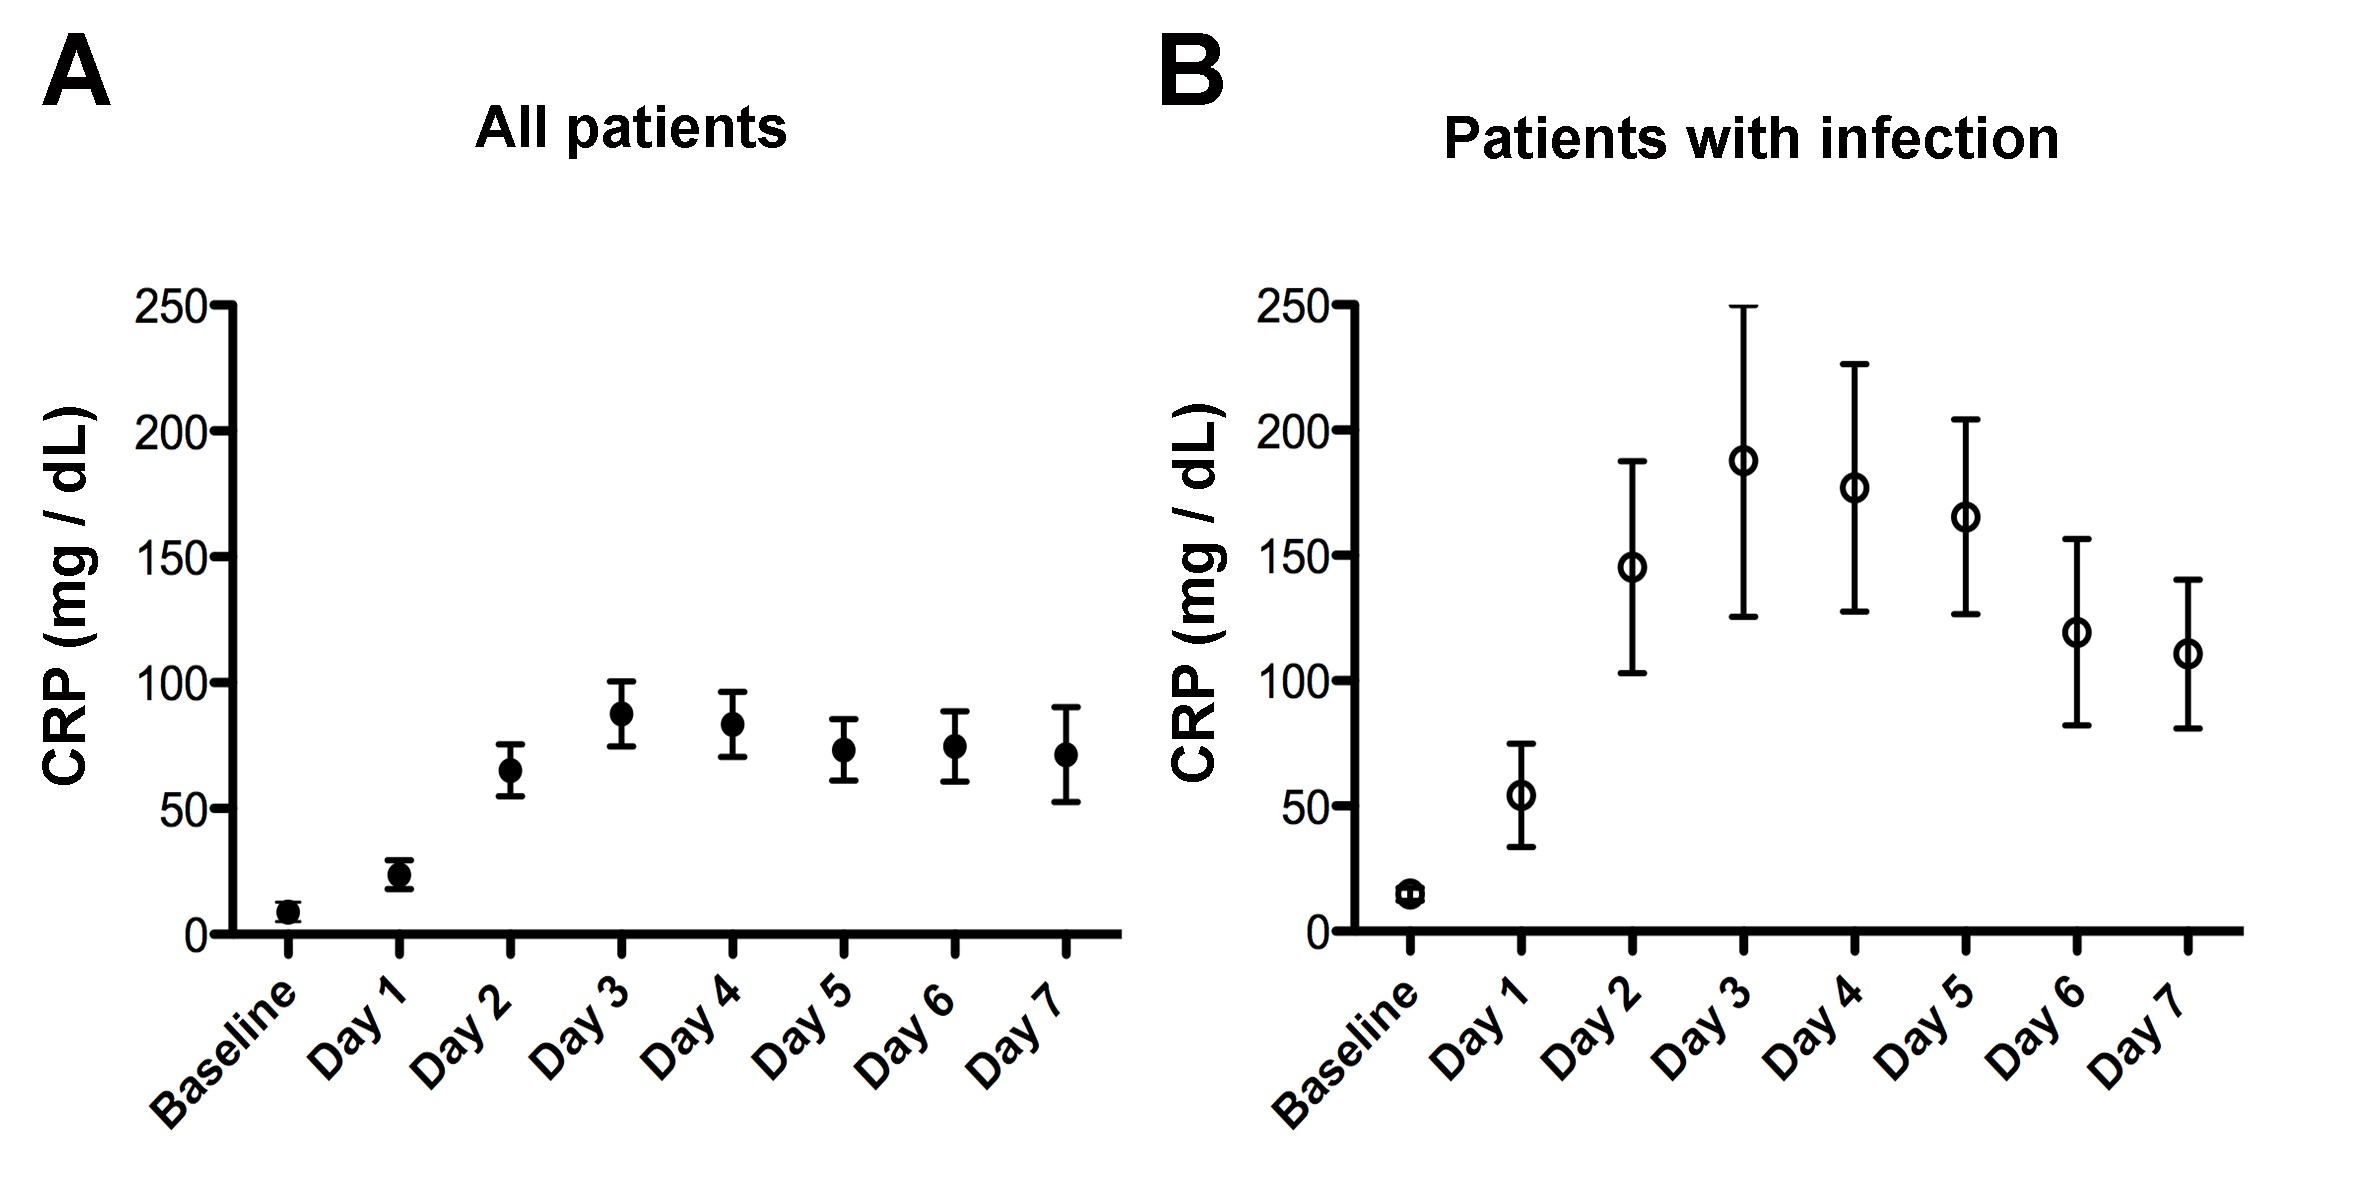 A
All patients
CRP (mg / dL)
250
200
150
100
50
0
Baseline
Day 1
Day 2
Day 3
Day 4
Day 5
Day 6
Day 7
B
Patients with infection
CRP (mg / dL)
250
200
150
100
50
0
Baseline
Day 1
Day 2
Day 3
Day 4
Day 5
Day 6
Day 7